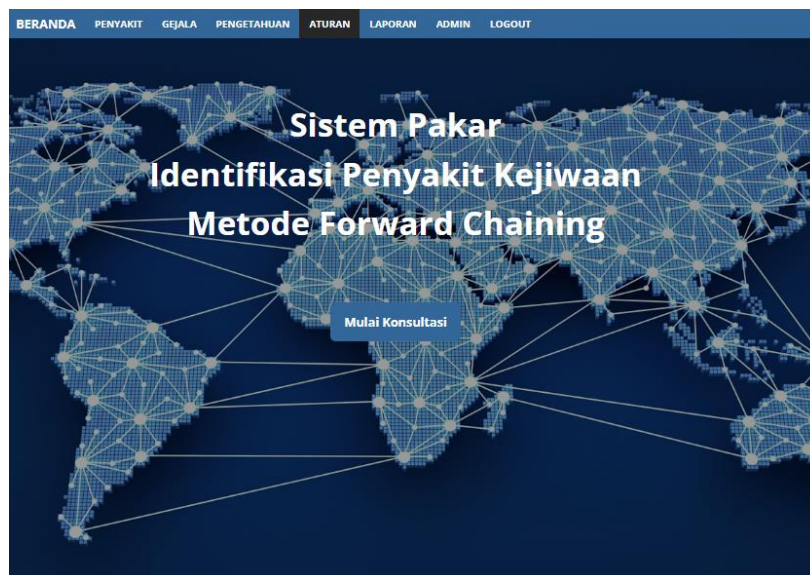 BERANDA PENYAKIT GEJALA PENGETAHUAN ATURAN LAPORAN ADMIN LOGOUT
Sistem Pakar
Identifikasi Penyakit Kejiwaan
Metode Forward Chaining
Mulai Konsultasi